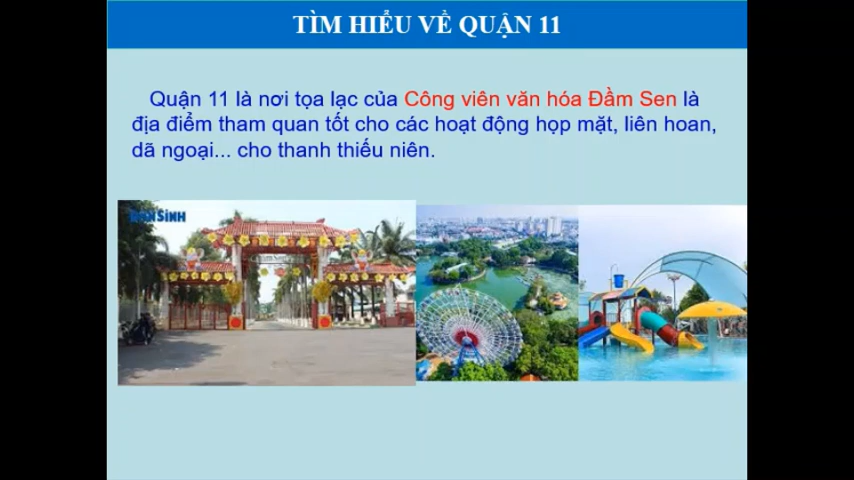 TÌM HIỂU VỀ QUẬN 11
Quận 11 là nơi tọa lạc của Công viên văn hóa Đầm Sen là
địa điểm tham quan tốt cho các hoạt động họp mặt, liên hoan,
dã ngoại... cho thanh thiếu niên.